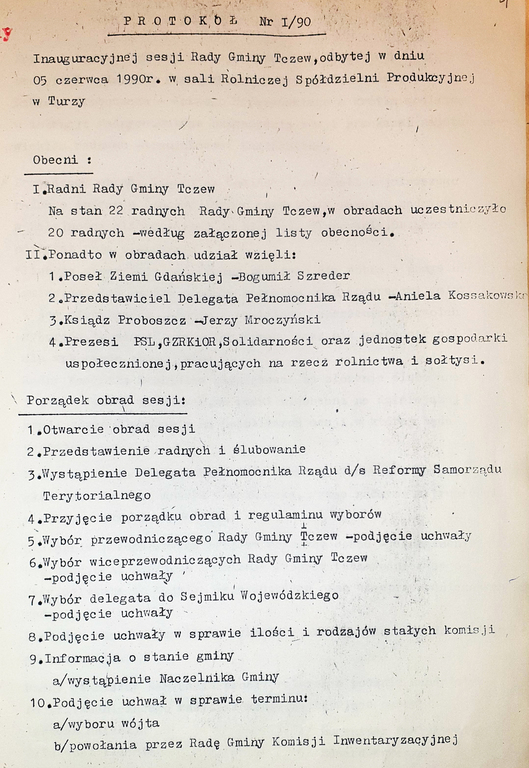 PROTOKÓŁ Nr I/90
Inauguracyjnej sesji Rady Gminy Tczew,odbytej w dniu
05 czerwca 1990r. w sali Rolniczej Spółdzielni Produkcyjnej
w Turzy
Obecni :
I.Radni Rady Gminy Tczew
Na stan 22 radnych Rady Gminy Tczew,w obradach uczestniczyło
20 radnych -według załączonej listy obecności.
II.Ponadto w obradach udział wzięli:
1.Poseł Ziemi Gdańskiej -Bogumił Szreder
2.Przedstawiciel Delegata Pełnomocnika Rządu -Aniela Kossakowsk
3.Ksiądz Proboszcz -Jerzy Mroczyński
4.Prezesi PSL,GZRKiOR,Solidarności oraz jednostek gospodarki
uspołecznionej,pracujących na rzecz rolnictwa i sołtysi.
Porządek obrad sesji:
1.Otwarcie obrad sesji
2.Przedstawienie radnych i ślubowanie
3.Wystąpienie Delegata Pełnomocnika Rządu d/s Reformy Samorządu
Terytorialnego
4.Przyjęcie porządku obrad i regulaminu wyborów
5.Wybór przewodniczącego Rady Gminy Tczew -podjęcie uchwały
6.Wybór wiceprzewodniczących Rady Gminy Tczew
-podjęcie uchwały
7.Wybór delegata do Sejmiku Wojewódzkiego
-podjęcie uchwały
8.Podjęcie uchwały w sprawie ilości i rodzajów stałych komisji
9.Informacja o stanie gminy
a/wystąpienie Naczelnika Gminy
10.Podjęcie uchwał w sprawie terminu:
a/wyboru wójta
b/powołania przez Radę Gminy Komisji Inwentaryzacyjnej